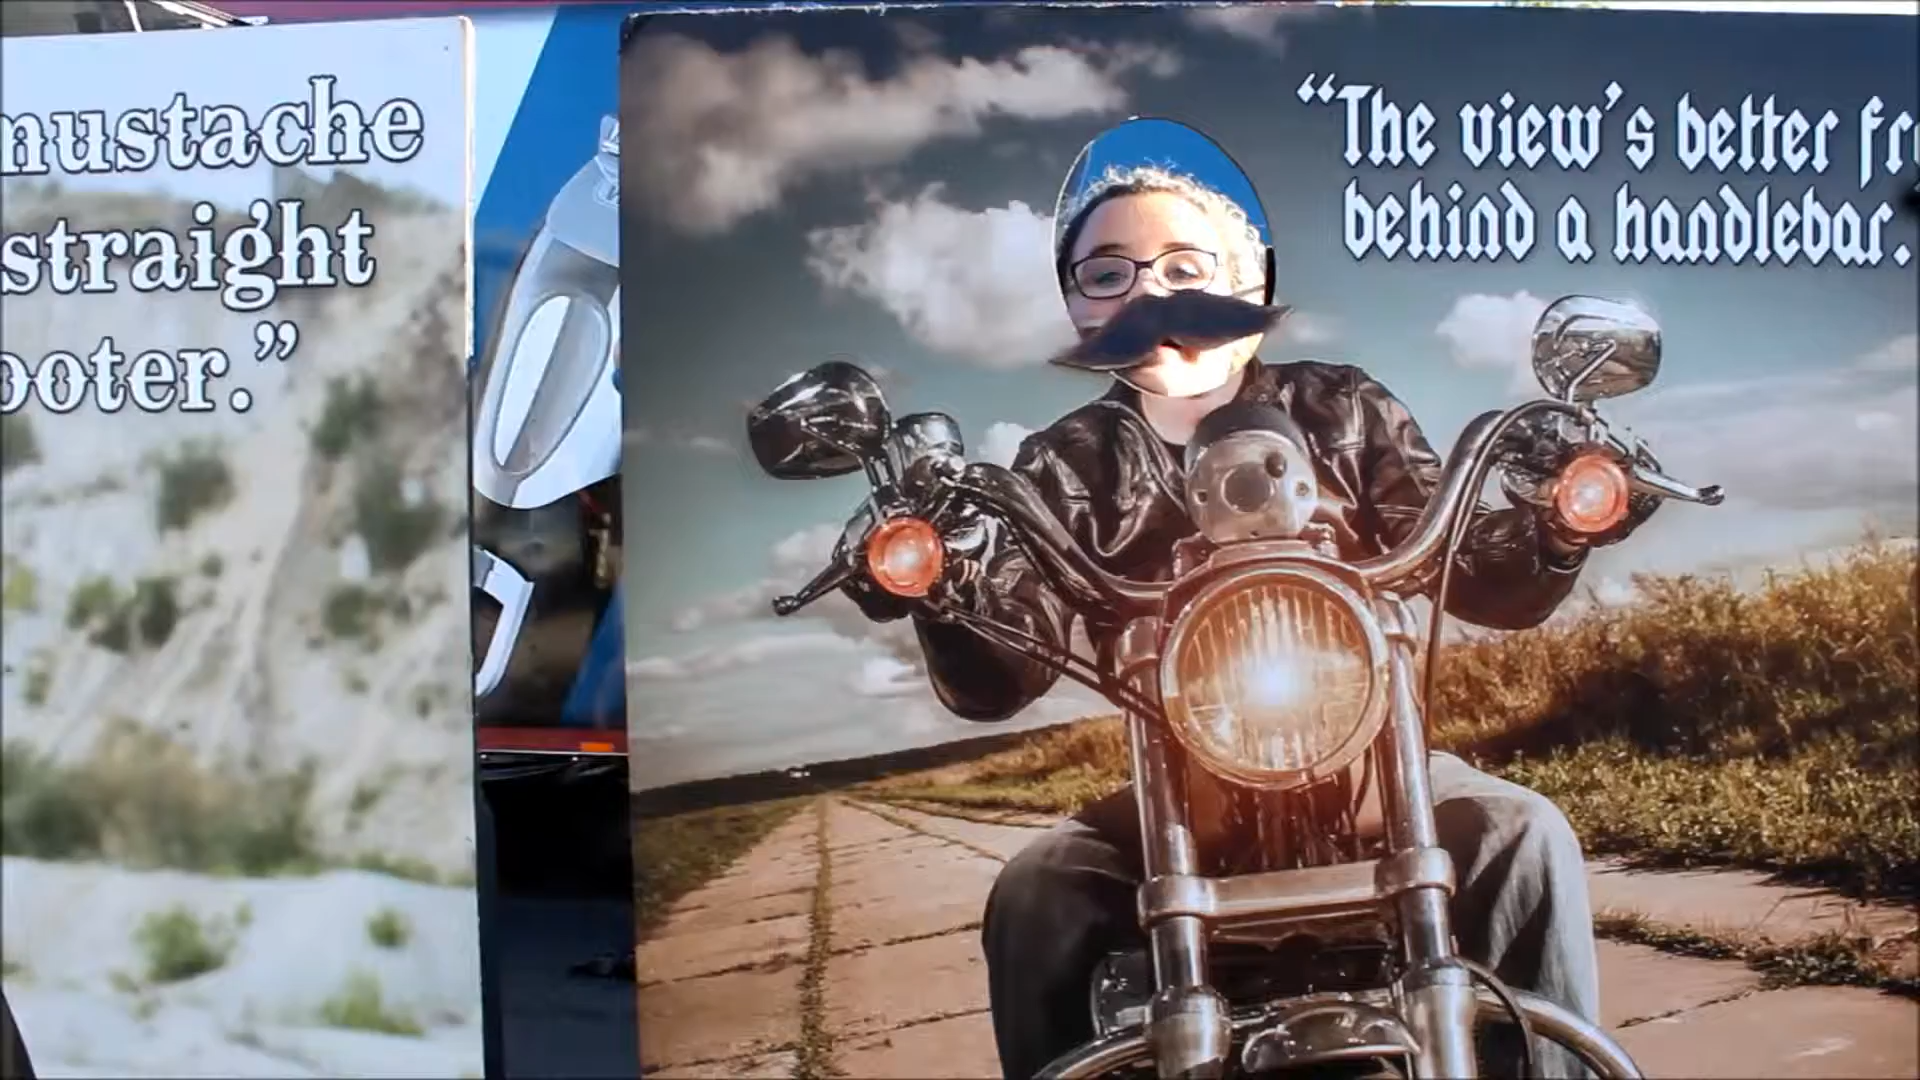 mustache
straight
ooter.”
“The view’s better fr
behind a handlebar.